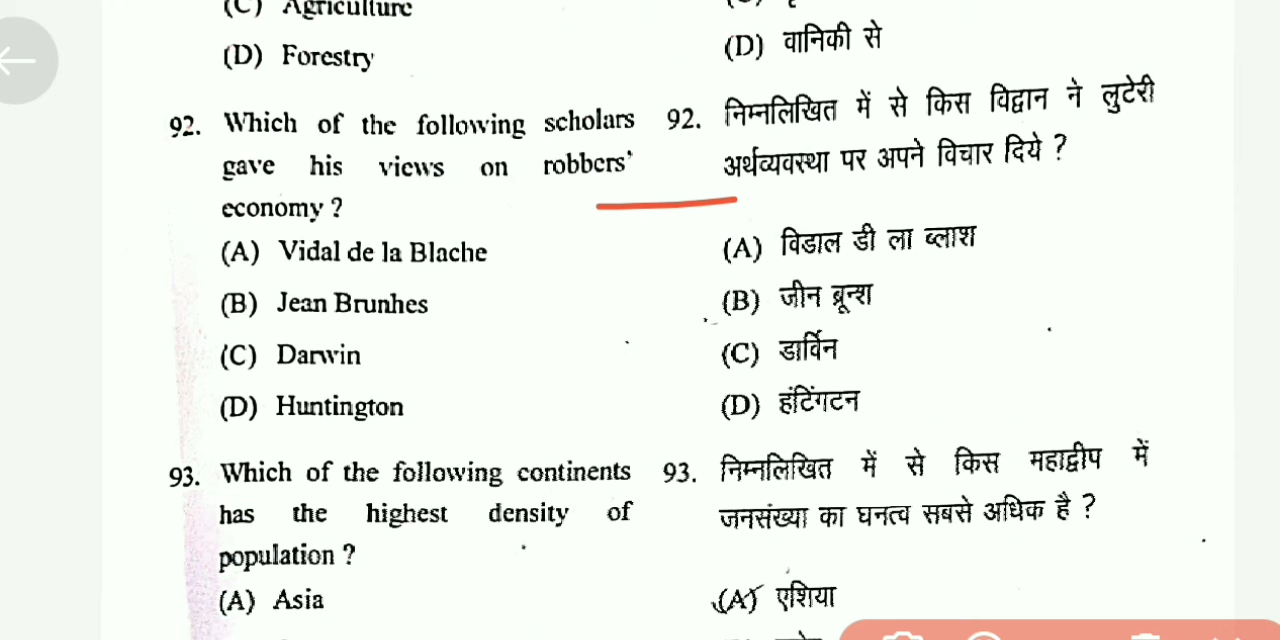 (C) Agriculture
(D) Forestry
92. Which of the following scholars
gave his views on robbers'
economy ?
(A) Vidal de la Blache
(B) Jean Brunhes
(C) Darwin
(D) Huntington
93. Which of the following continents
has the highest density of
population ?
(A) Asia
(D) वानिकी से
92. निम्नलिखित में से किस विद्वान ने लुटेरी
अर्थव्यवस्था पर अपने विचार दिये ?
(A) विडाल डी ला ब्लाश
(B) जीन ब्रून्श
(C) डार्विन
(D) हंटिंगटन
93. निम्नलिखित में से किस महाद्वीप में
जनसंख्या का घनत्व सबसे अधिक है ?
(A) एशिया